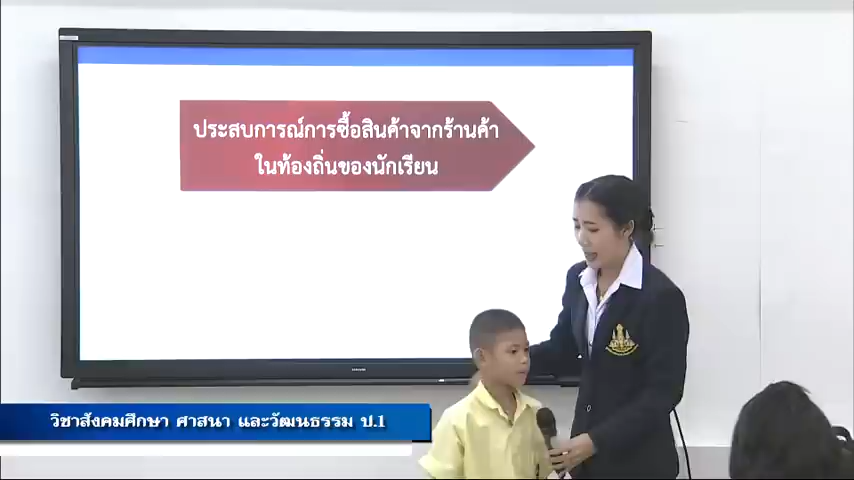 ประสบการณ์การซื้อสินค้าจากร้านค้า
ในท้องถิ่นของนักเรียน
วิชาสังคมศึกษา ศาสนา และวัฒนธรรม ป.1